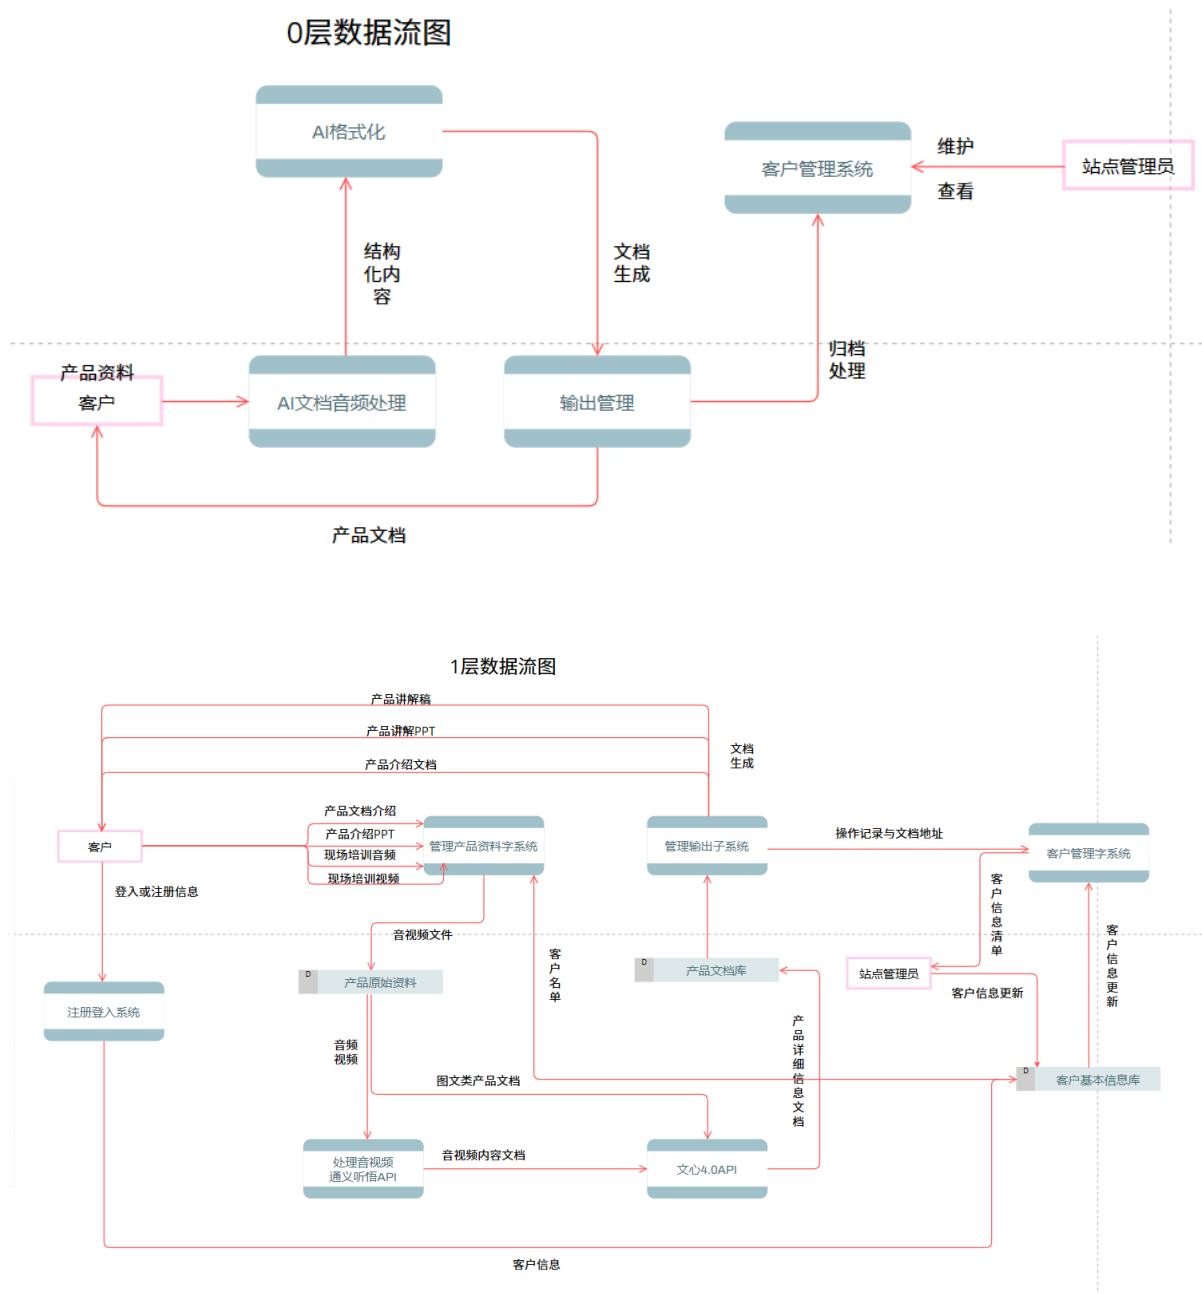 0层数据流图
AI格式化
客户管理系统
维护
查看
站点管理员
结构
化内
容
文档
生成
归档
处理
产品资料
客户
AI文档音频处理
输出管理
产品文档
1层数据流图
产品讲解稿
产品讲解PPT
产品介绍文档
文档
生成
产品文档介绍
产品介绍PPT
现场培训音频
现场培训视频
客户
管理产品资料字系统
管理输出子系统
操作记录与文档地址
客户管理字系统
登入或注册信息
客户信息清单
音视频文件
客户名单
客户信息更新
D
产品原始资料
D
产品文档库
站点管理员
客户信息更新
注册登入系统
音频
视频
产品详细信息文档
图文类产品文档
D
客户基本信息库
处理音视频
通义听悟API
音视频内容文档
文心4.0API
客户信息